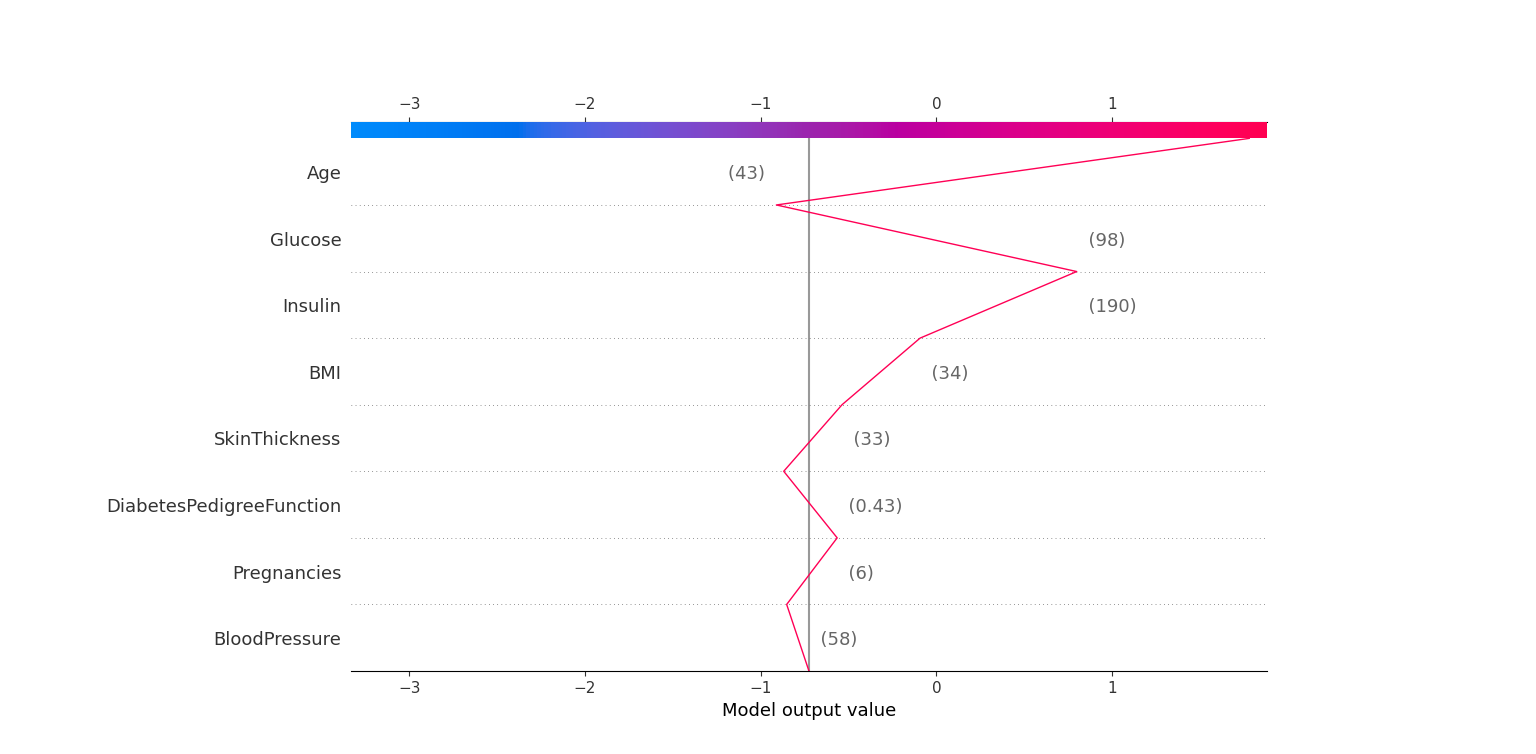 −3 −2 −1 0 1
Age (43)
Glucose (98)
Insulin (190)
BMI (34)
SkinThickness (33)
DiabetesPedigreeFunction (0.43)
Pregnancies (6)
BloodPressure (58)
−3 −2 −1 0 1
Model output value